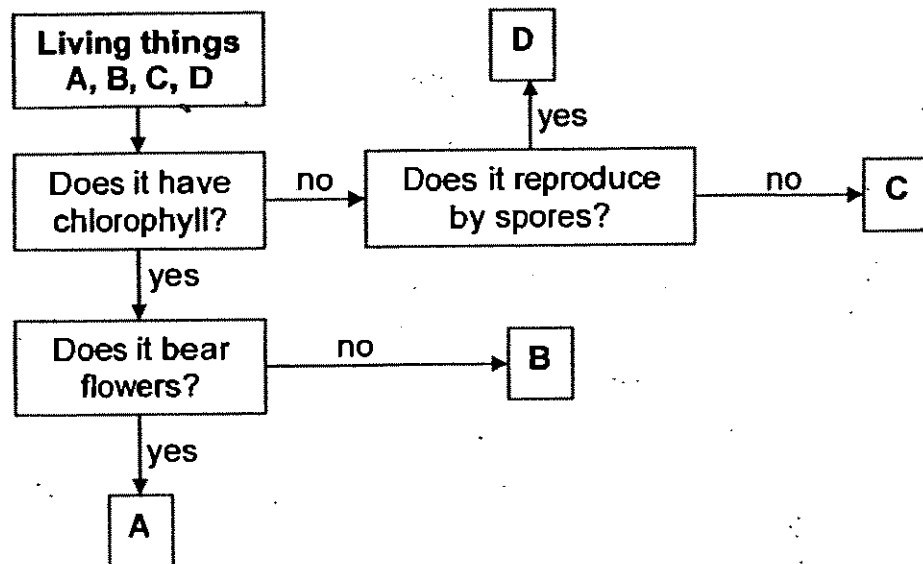 Living things
A, B, C, D
D
yes
Does it have
chlorophyll?
no
Does it reproduce
by spores?
no
C
yes
Does it bear
flowers?
no
B
yes
A